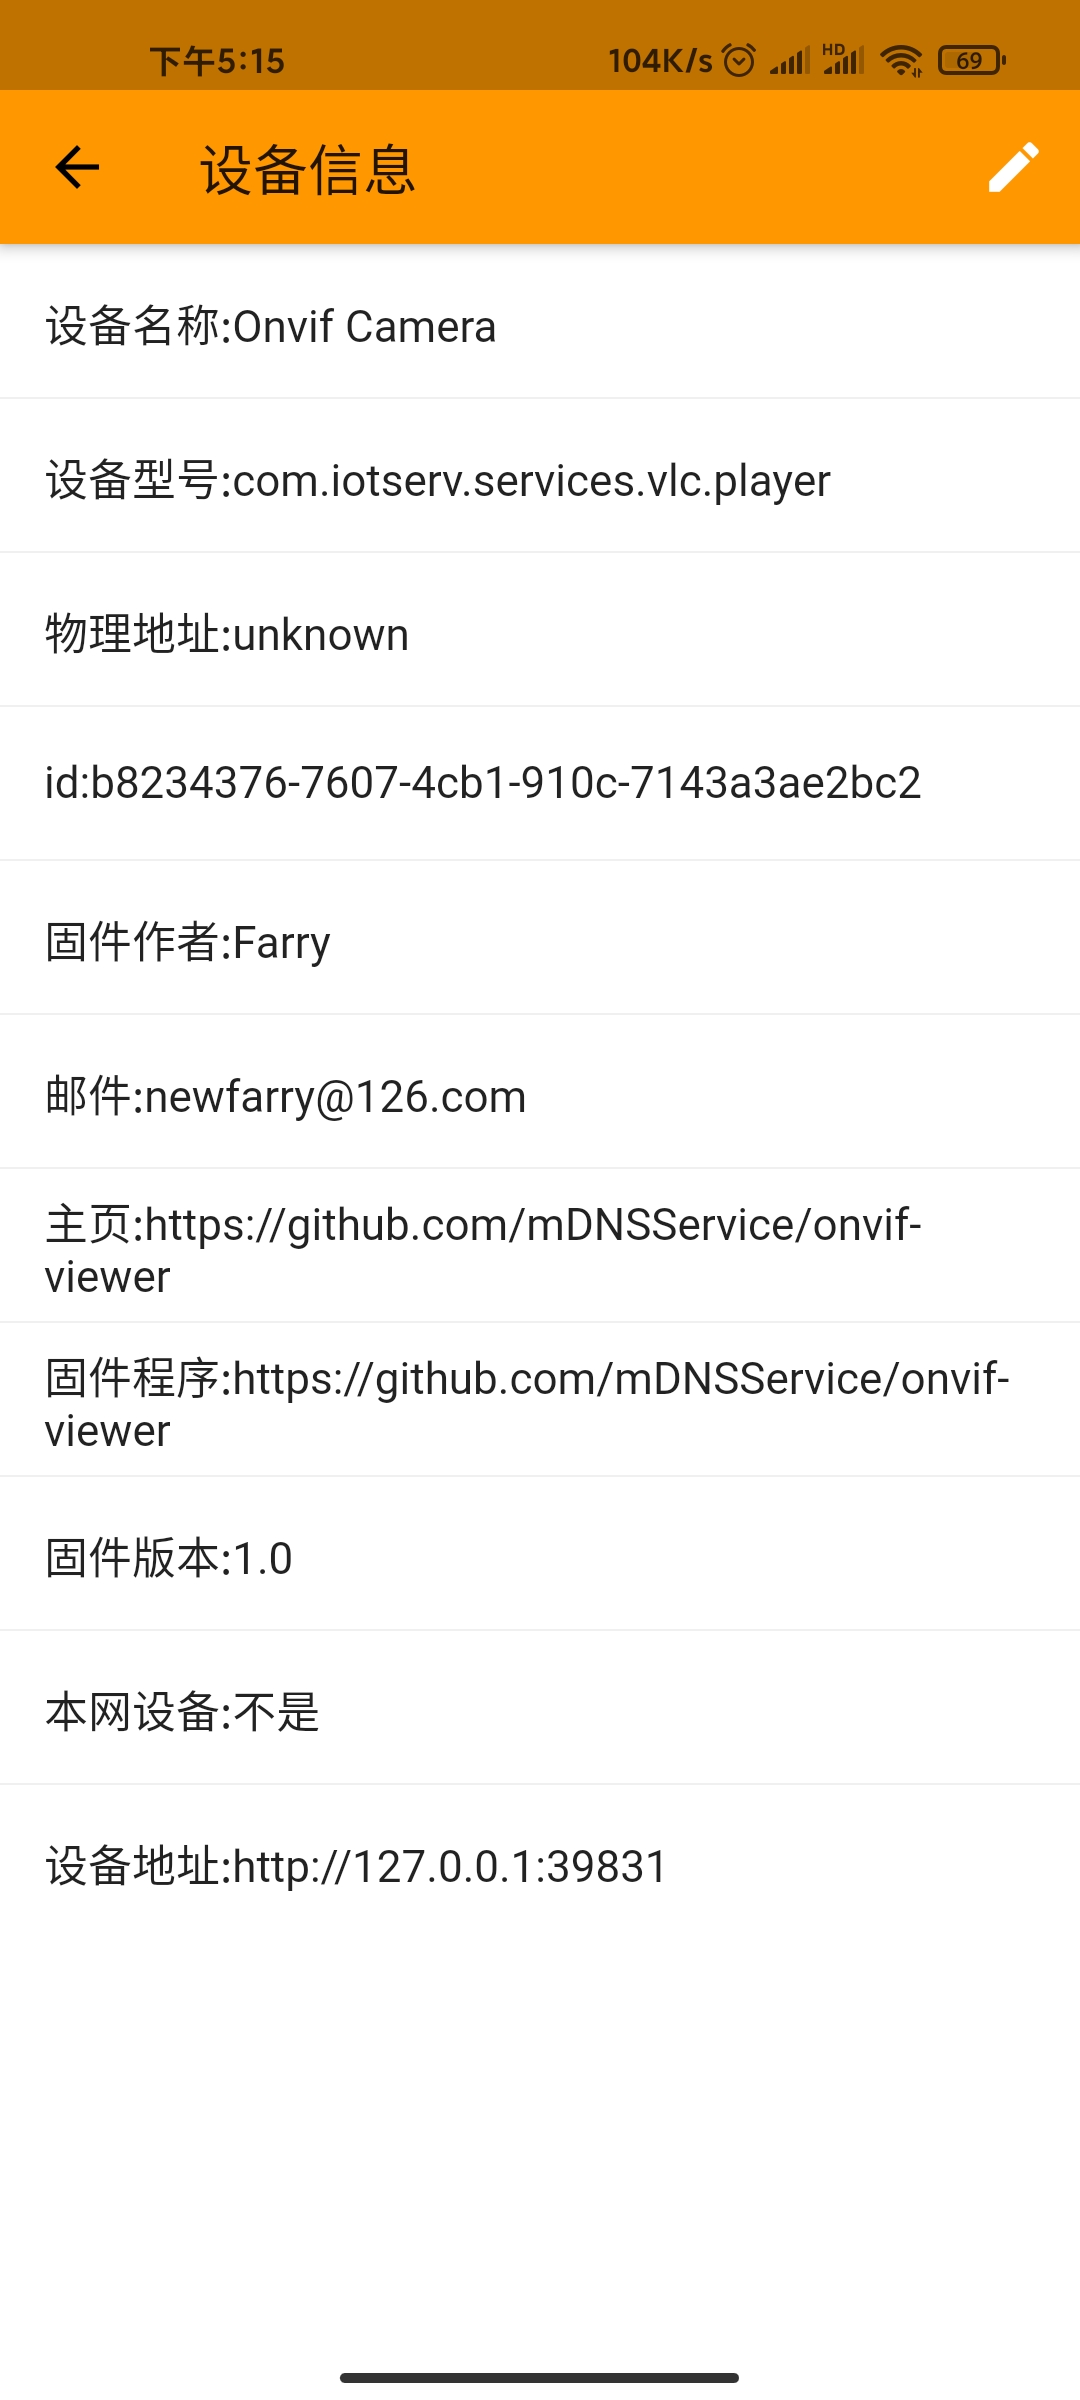 下午5:15
104K/s
HD
69
设备信息
设备名称:Onvif Camera
设备型号:com.iotserv.services.vlc.player
物理地址:unknown
id:b8234376-7607-4cb1-910c-7143a3ae2bc2
固件作者:Farry
邮件:newfarry@126.com
主页:https://github.com/mDNSService/onvif-
viewer
固件程序:https://github.com/mDNSService/onvif-
viewer
固件版本:1.0
本网设备:不是
设备地址:http://127.0.0.1:39831